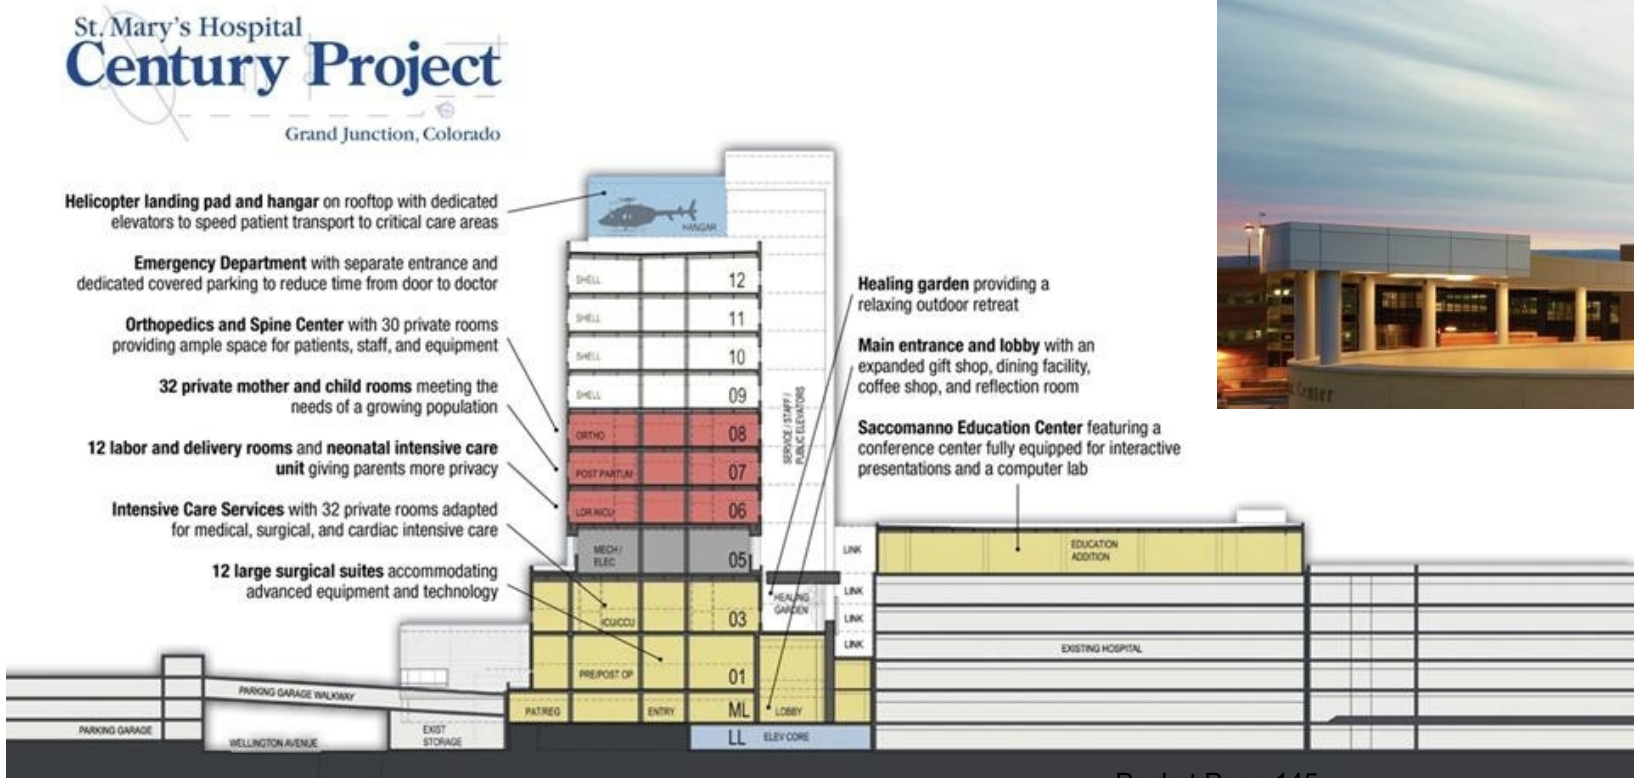 St. Mary's Hospital
Century Project
Grand Junction, Colorado
Helicopter landing pad and hangar on rooftop with dedicated
elevators to speed patient transport to critical care areas
Emergency Department with separate entrance and
dedicated covered parking to reduce time from door to doctor
Orthopedics and Spine Center with 30 private rooms
providing ample space for patients, staff, and equipment
32 private mother and child rooms meeting the
needs of a growing population
12 labor and delivery rooms and neonatal intensive care
unit giving parents more privacy
Intensive Care Services with 32 private rooms adapted
for medical, surgical, and cardiac intensive care
12 large surgical suites accommodating
advanced equipment and technology
HANGAR
SHELL 12
SHELL 11
SHELL 10
SHELL 09
ORTHO 08
POST PARTUM 07
LDR/NICU 06
MECH /
ELEC 05
ICU/CCU 03
PRE/POST OP 01
PAT/REG ENTRY ML LOBBY
LL ELEV CORE
SERVICE / STAFF /
PUBLIC ELEVATORS
HEALING
GARDEN
Healing garden providing a
relaxing outdoor retreat
Main entrance and lobby with an
expanded gift shop, dining facility,
coffee shop, and reflection room
Saccomanno Education Center featuring a
conference center fully equipped for interactive
presentations and a computer lab
LINK
LINK
LINK
LINK
EDUCATION
ADDITION
EXISTING HOSPITAL
PARKING GARAGE WALKWAY
PARKING GARAGE
WELLINGTON AVENUE
EXIST
STORAGE
Center